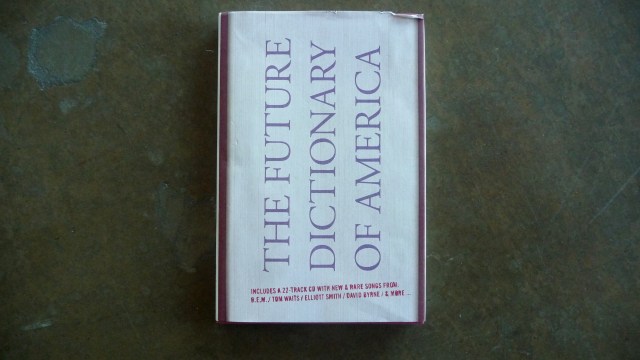 THE FUTURE
DICTIONARY
OF AMERICA
INCLUDES A 22-TRACK CD WITH NEW & RARE SONGS FROM
R.E.M. / TOM WAITS / ELLIOTT SMITH / DAVID BYRNE / & MORE ...